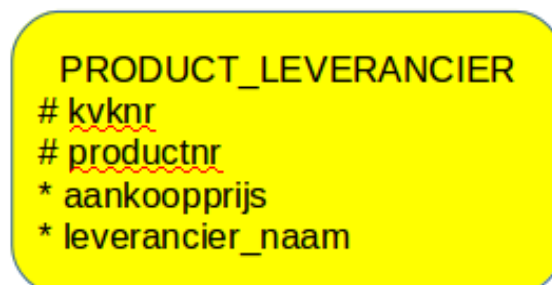 PRODUCT_LEVERANCIER
# kvknr
# productnr
* aankoopprijs
* leverancier_naam